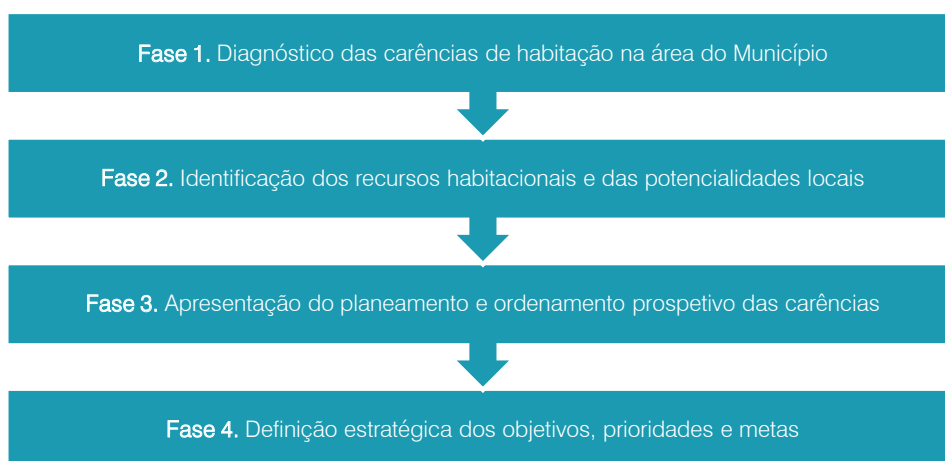 Fase 1. Diagnóstico das carências de habitação na área do Município
Fase 2. Identificação dos recursos habitacionais e das potencialidades locais
Fase 3. Apresentação do planeamento e ordenamento prospetivo das carências
Fase 4. Definição estratégica dos objetivos, prioridades e metas